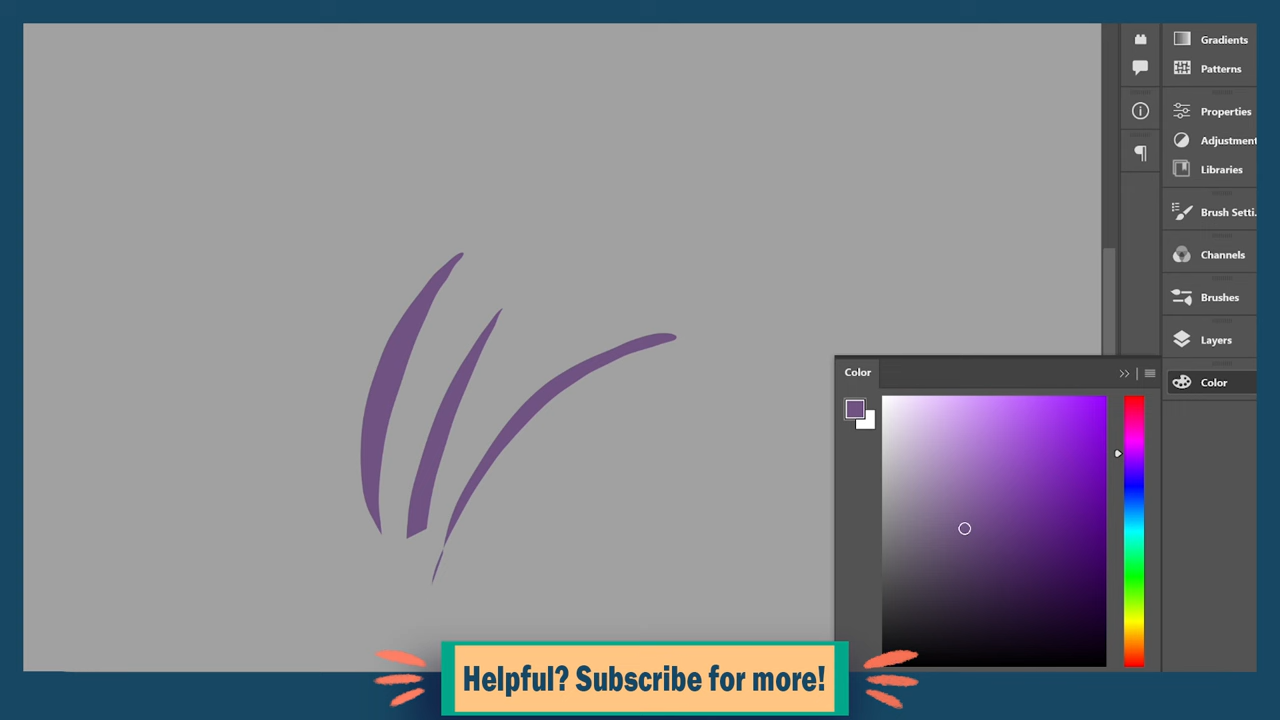 Gradients
Patterns
Properties
Adjustment
Libraries
Brush Setti...
Channels
Brushes
Layers
Color
Color
Helpful? Subscribe for more!